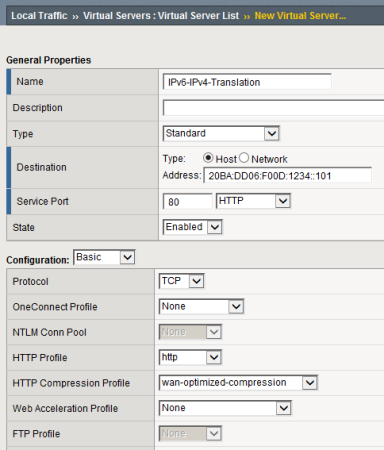 Local Traffic ›› Virtual Servers : Virtual Server List ›› New Virtual Server...
General Properties
Name IPv6-IPv4-Translation
Description
Type Standard
Destination Type: Host Network
Address: 20BA:DD06:F00D:1234::101
Service Port 80 HTTP
State Enabled
Configuration: Basic
Protocol TCP
OneConnect Profile None
NTLM Conn Pool None
HTTP Profile http
HTTP Compression Profile wan-optimized-compression
Web Acceleration Profile None
FTP Profile None